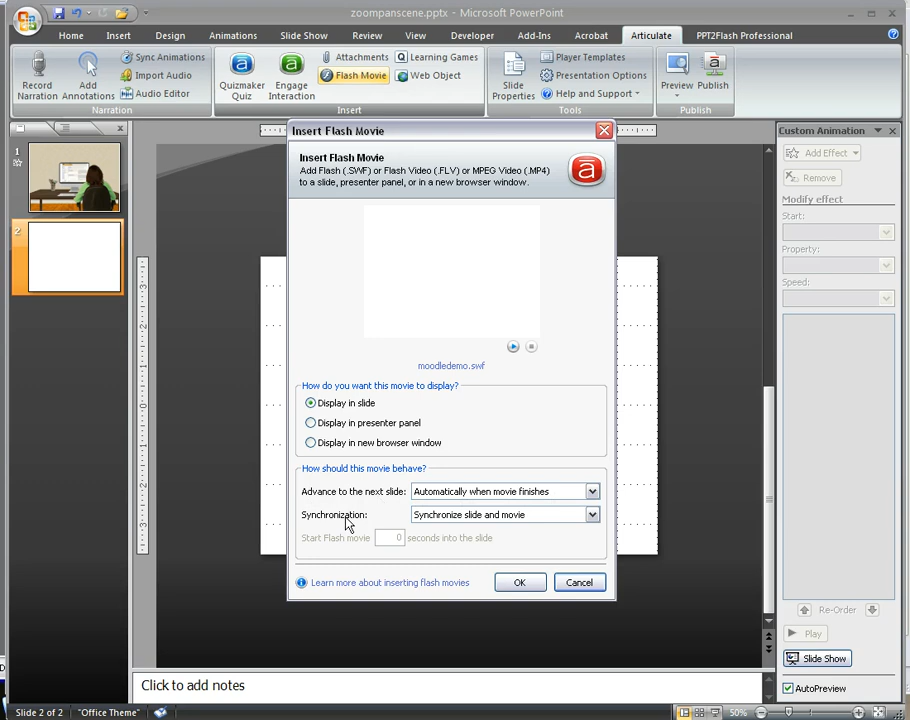 zoompanscene.pptx - Microsoft PowerPoint
Home Insert Design Animations Slide Show Review View Developer Add-Ins Acrobat Articulate PPT2Flash Professional
Record Narration
Add Annotations
Sync Animations
Import Audio
Audio Editor
Narration
Quizmaker Quiz
Engage Interaction
Attachments
Flash Movie
Learning Games
Web Object
Insert
Slide Properties
Player Templates
Presentation Options
Help and Support
Tools
Preview
Publish
Publish
1
2
Insert Flash Movie
Insert Flash Movie
Add Flash (.SWF) or Flash Video (.FLV) or MPEG Video (.MP4)
to a slide, presenter panel, or in a new browser window.
moodledemo.swf
How do you want this movie to display?
Display in slide
Display in presenter panel
Display in new browser window
How should this movie behave?
Advance to the next slide: Automatically when movie finishes
Synchronization: Synchronize slide and movie
Start Flash movie 0 seconds into the slide
Learn more about inserting flash movies
OK Cancel
Custom Animation
Add Effect
Remove
Modify effect
Start:
Property:
Speed:
Re-Order
Play
Slide Show
AutoPreview
Click to add notes
Slide 2 of 2 "Office Theme" 50%